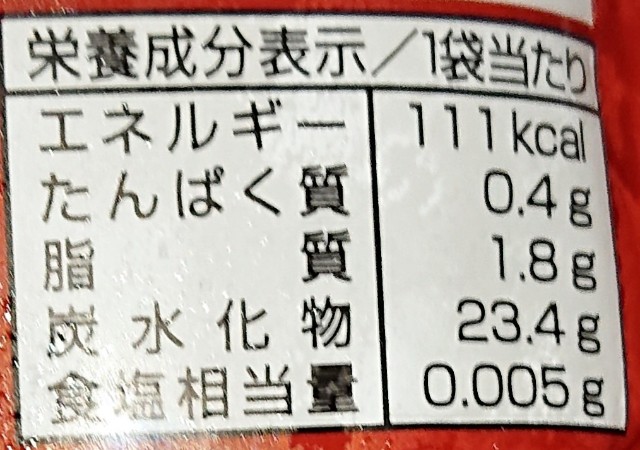 栄養成分表示/1袋当たり
エネルギー 111kcal
たんぱく質 0.4g
脂質 1.8g
炭水化物 23.4g
食塩相当量 0.005g